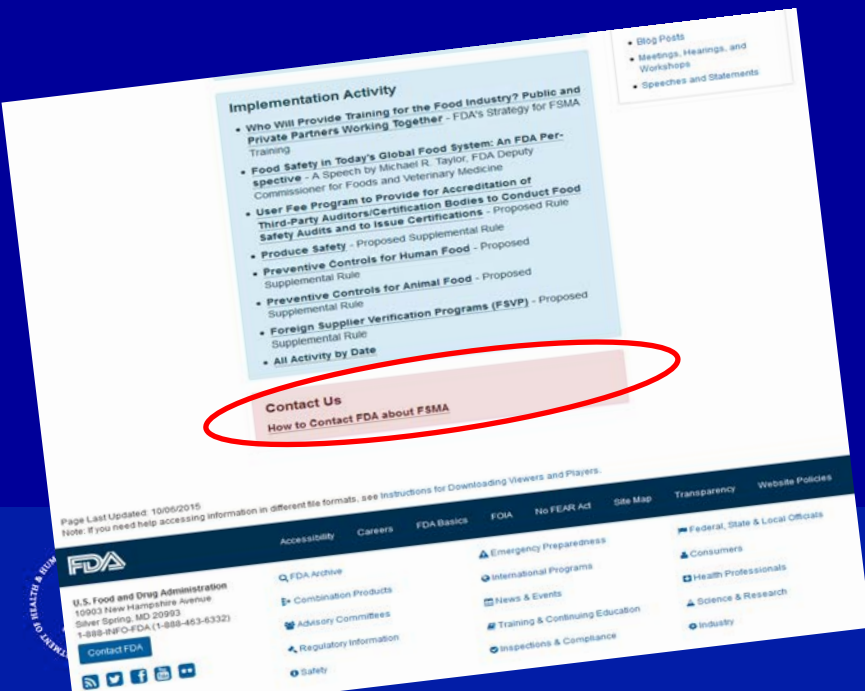 • Blog Posts
• Meetings, Hearings, and
Workshops
• Speeches and Statements
Implementation Activity
• Who Will Provide Training for the Food Industry? Public and
Private Partners Working Together - FDA's Strategy for FSMA
Training
• Food Safety in Today's Global Food System: An FDA Per-
spective - A Speech by Michael R. Taylor, FDA Deputy
Commissioner for Foods and Veterinary Medicine
• User Fee Program to Provide for Accreditation of
Third-Party Auditors/Certification Bodies to Conduct Food
Safety Audits and to Issue Certifications - Proposed Rule
• Produce Safety - Proposed Supplemental Rule
• Preventive Controls for Human Food - Proposed
Supplemental Rule
• Preventive Controls for Animal Food - Proposed
Supplemental Rule
• Foreign Supplier Verification Programs (FSVP) - Proposed
Supplemental Rule
• All Activity by Date
Contact Us
How to Contact FDA about FSMA
Page Last Updated: 10/06/2015
Note: If you need help accessing information in different file formats, see Instructions for Downloading Viewers and Players.
Accessibility Careers FDA Basics FOIA No FEAR Act Site Map Transparency Website Policies
FDA
U.S. Food and Drug Administration
10903 New Hampshire Avenue
Silver Spring, MD 20993
1-888-INFO-FDA (1-888-463-6332)
Contact FDA
FDA Archive
Combination Products
Advisory Committees
Regulatory Information
Safety
Emergency Preparedness
International Programs
News & Events
Training & Continuing Education
Inspections & Compliance
Federal, State & Local Officials
Consumers
Health Professionals
Science & Research
Industry
OF HEALTH & HUM